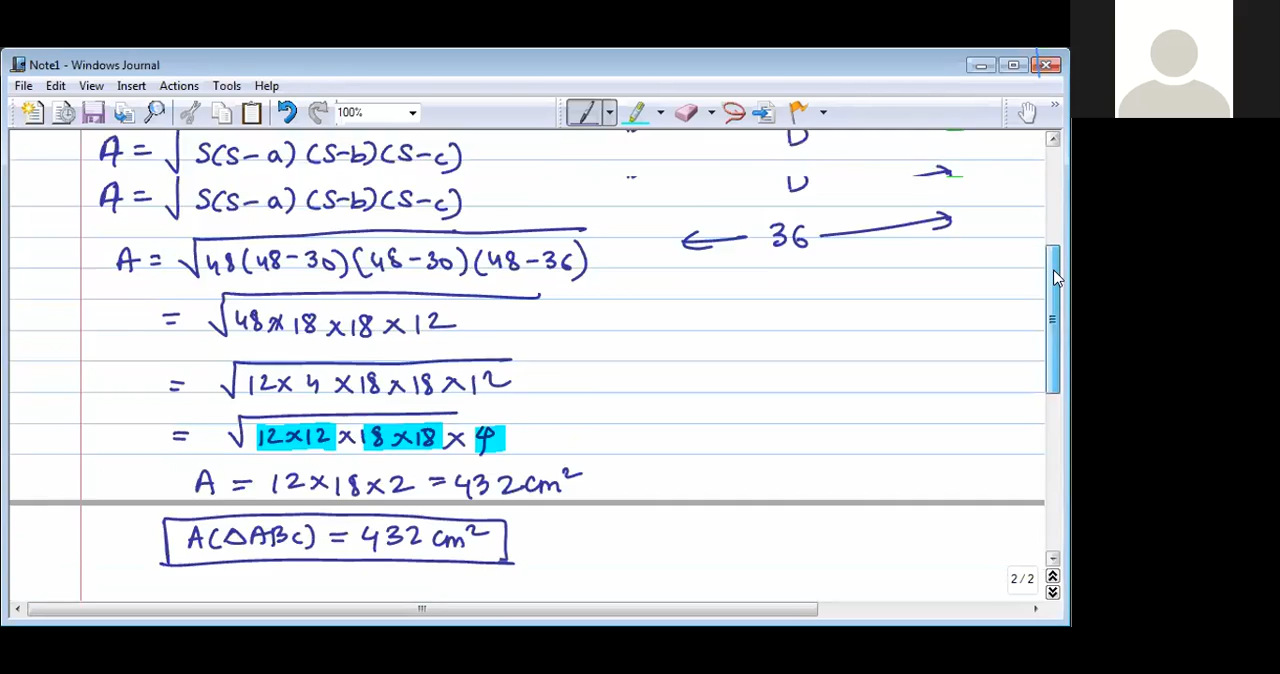 Note1 - Windows Journal
File Edit View Insert Actions Tools Help
100%
A = √S(S-a) (S-b)(S-c)
D
A = √S(S-a) (S-b)(S-c)
D
← 36 →
A = √48(48-30)(48-30)(48-36)
= √48×18×18×12
= √12×4×18×18×12
= √12×12×18×18×4
A = 12×18×2 = 432cm²
A(△ABC) = 432 cm²
2 / 2